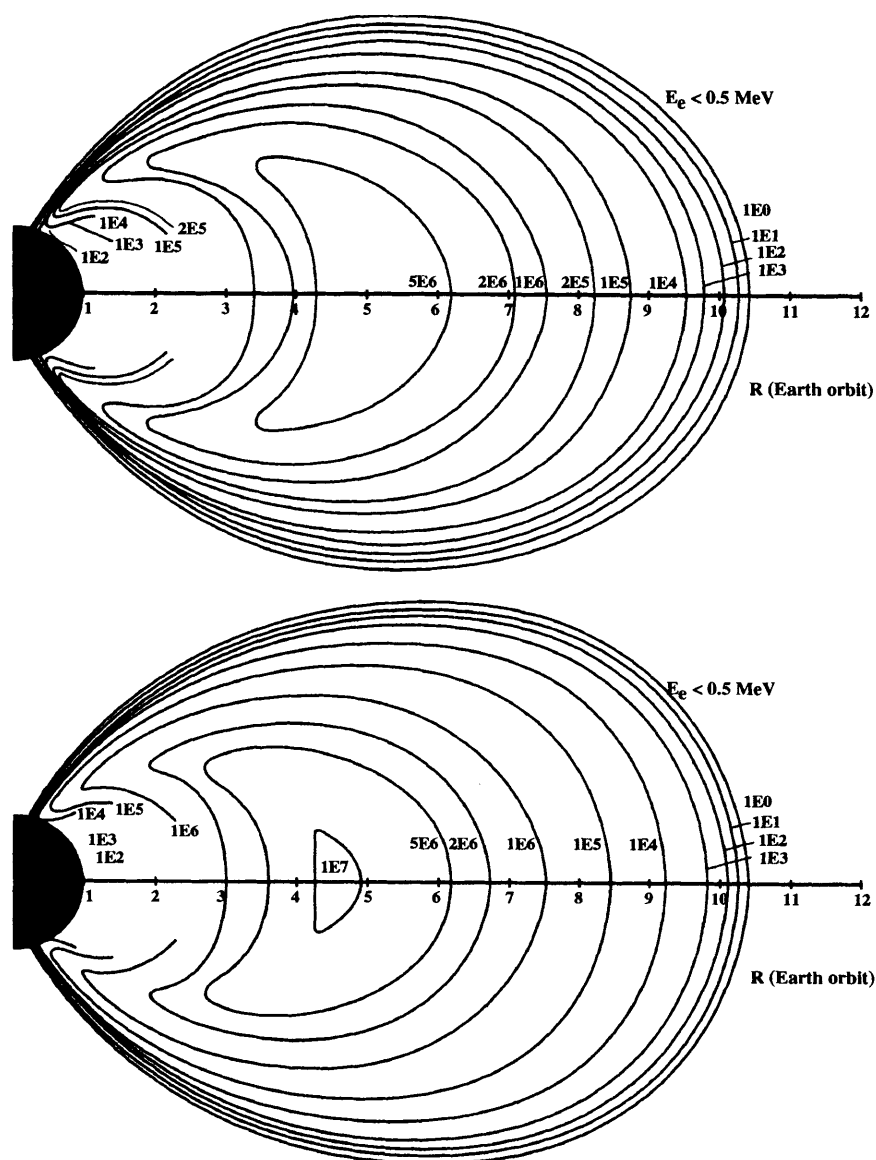 E_e < 0.5 MeV
1E0
1E1
1E2
1E3
1E4 2E5
1E3 1E5
1E2
5E6 2E6 1E6 2E5 1E5 1E4
1 2 3 4 5 6 7 8 9 10 11 12
R (Earth orbit)
E_e < 0.5 MeV
1E0
1E1
1E2
1E3
1E4 1E5
1E6
1E3
1E2
1E7 5E6 2E6 1E6 1E5 1E4
1 2 3 4 5 6 7 8 9 10 11 12
R (Earth orbit)